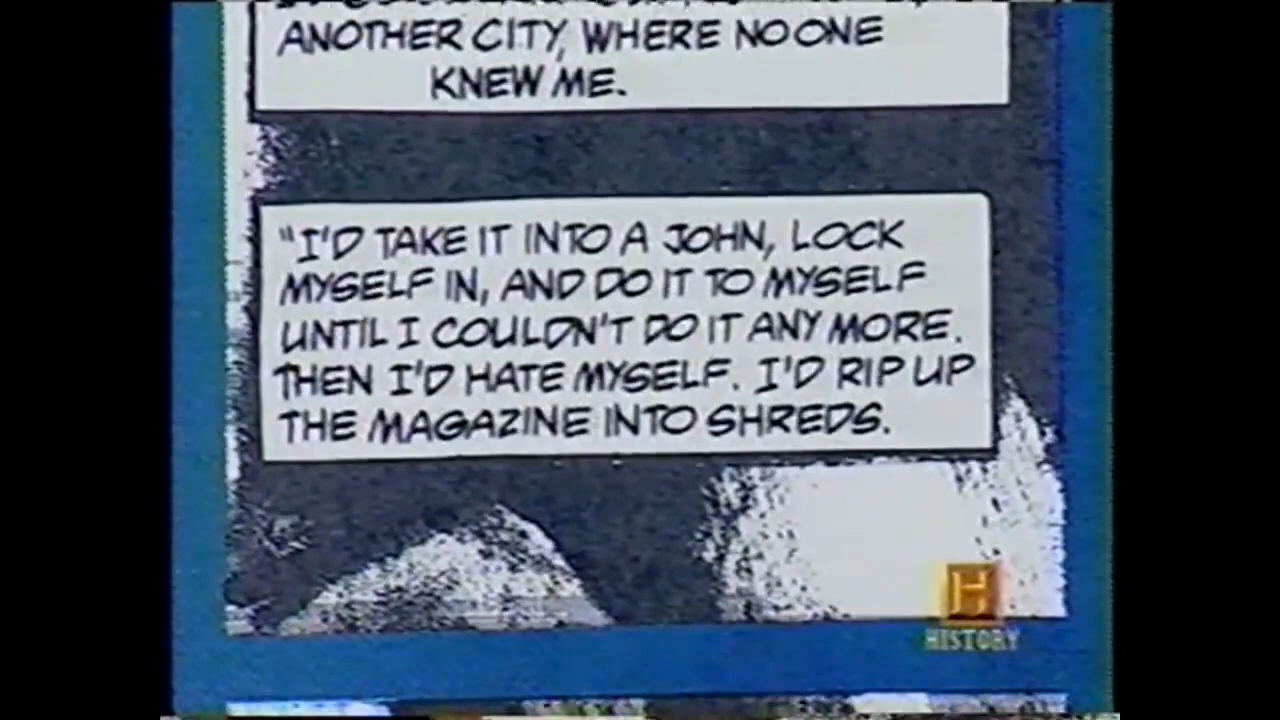 ANOTHER CITY, WHERE NO ONE
KNEW ME.
"I'D TAKE IT INTO A JOHN, LOCK
MYSELF IN, AND DO IT TO MYSELF
UNTIL I COULDN'T DO IT ANY MORE.
THEN I'D HATE MYSELF. I'D RIP UP
THE MAGAZINE INTO SHREDS.
H
HISTORY